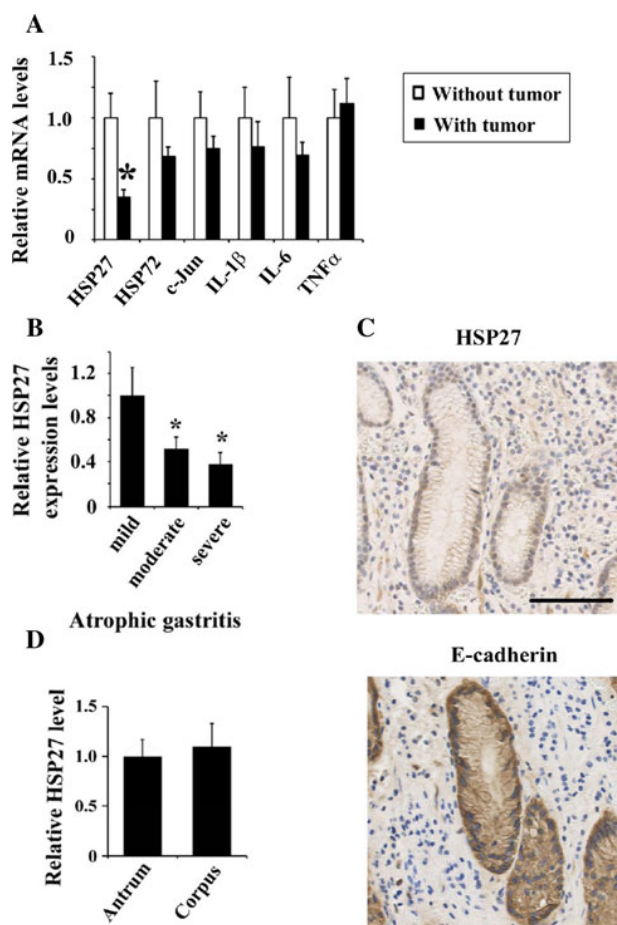 A
Relative mRNA levels
1.5
1.0
0.5
0
*
HSP27
HSP72
c-Jun
IL-1β
IL-6
TNFα
Without tumor
With tumor
B
Relative HSP27
expression levels
1.2
0.8
0.4
0
*
*
mild
moderate
severe
Atrophic gastritis
C
HSP27
D
Relative HSP27 level
1.5
1.0
0.5
0
Antrum
Corpus
E-cadherin